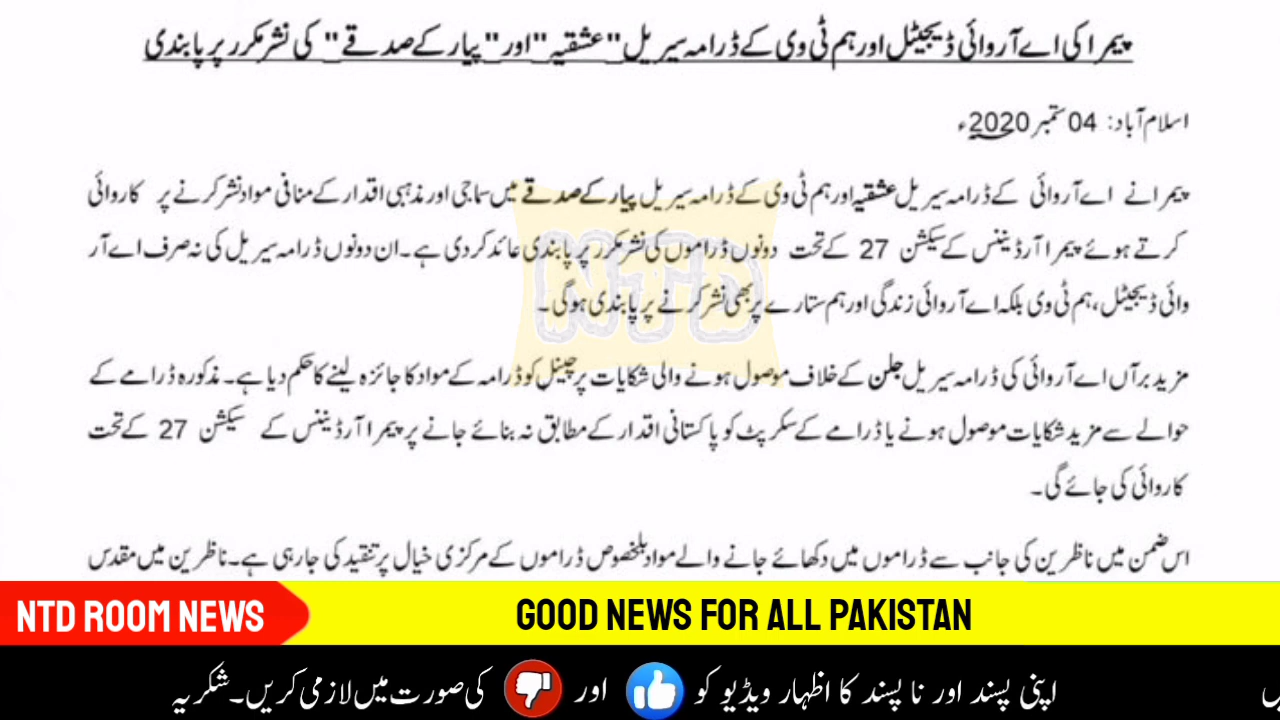 پیمرا کی اے آر وائی ڈیجیٹل اور ہم ٹی وی کے ڈرامہ سیریل "عشقیہ" اور "پیار کے صدقے" کی نشر مکرر پر پابندی
اسلام آباد: 04 ستمبر 2020ء
پیمرا نے اے آر وائی کے ڈرامہ سیریل عشقیہ اور ہم ٹی وی کے ڈرامہ سیریل پیار کے صدقے میں سماجی اور مذہبی اقدار کے منافی مواد نشر کرنے پر کاروائی
کرتے ہوئے پیمرا آرڈیننس کے سیکشن 27 کے تحت دونوں ڈراموں کی نشر مکرر پر پابندی عائد کر دی ہے۔ ان دونوں ڈرامہ سیریل کی نہ صرف اے آر
وائی ڈیجیٹل، ہم ٹی وی بلکہ اے آر وائی زندگی اور ہم ستارے پر بھی نشر کرنے پر پابندی ہوگی۔
مزید برآں اے آر وائی کی ڈرامہ سیریل جلن کے خلاف موصول ہونے والی شکایات پر چینل کو ڈرامہ کے مواد کا جائزہ لینے کا حکم دیا ہے۔ مذکورہ ڈرامے کے
حوالے سے مزید شکایات موصول ہونے یا ڈرامے کے سکرپٹ کو پاکستانی اقدار کے مطابق نہ بنائے جانے پر پیمرا آرڈیننس کے سیکشن 27 کے تحت
کاروائی کی جائے گی۔
اس ضمن میں ناظرین کی جانب سے ڈراموں میں دکھائے جانے والے مواد بلخصوص ڈراموں کے مرکزی خیال پر تنقید کی جا رہی ہے۔ ناظرین میں مقدس
NTD
NTD ROOM NEWS
GOOD NEWS FOR ALL PAKISTAN
اپنی پسند اور نا پسند کا اظہار ویڈیو کو اور کی صورت میں لازمی کریں۔ شکریہ